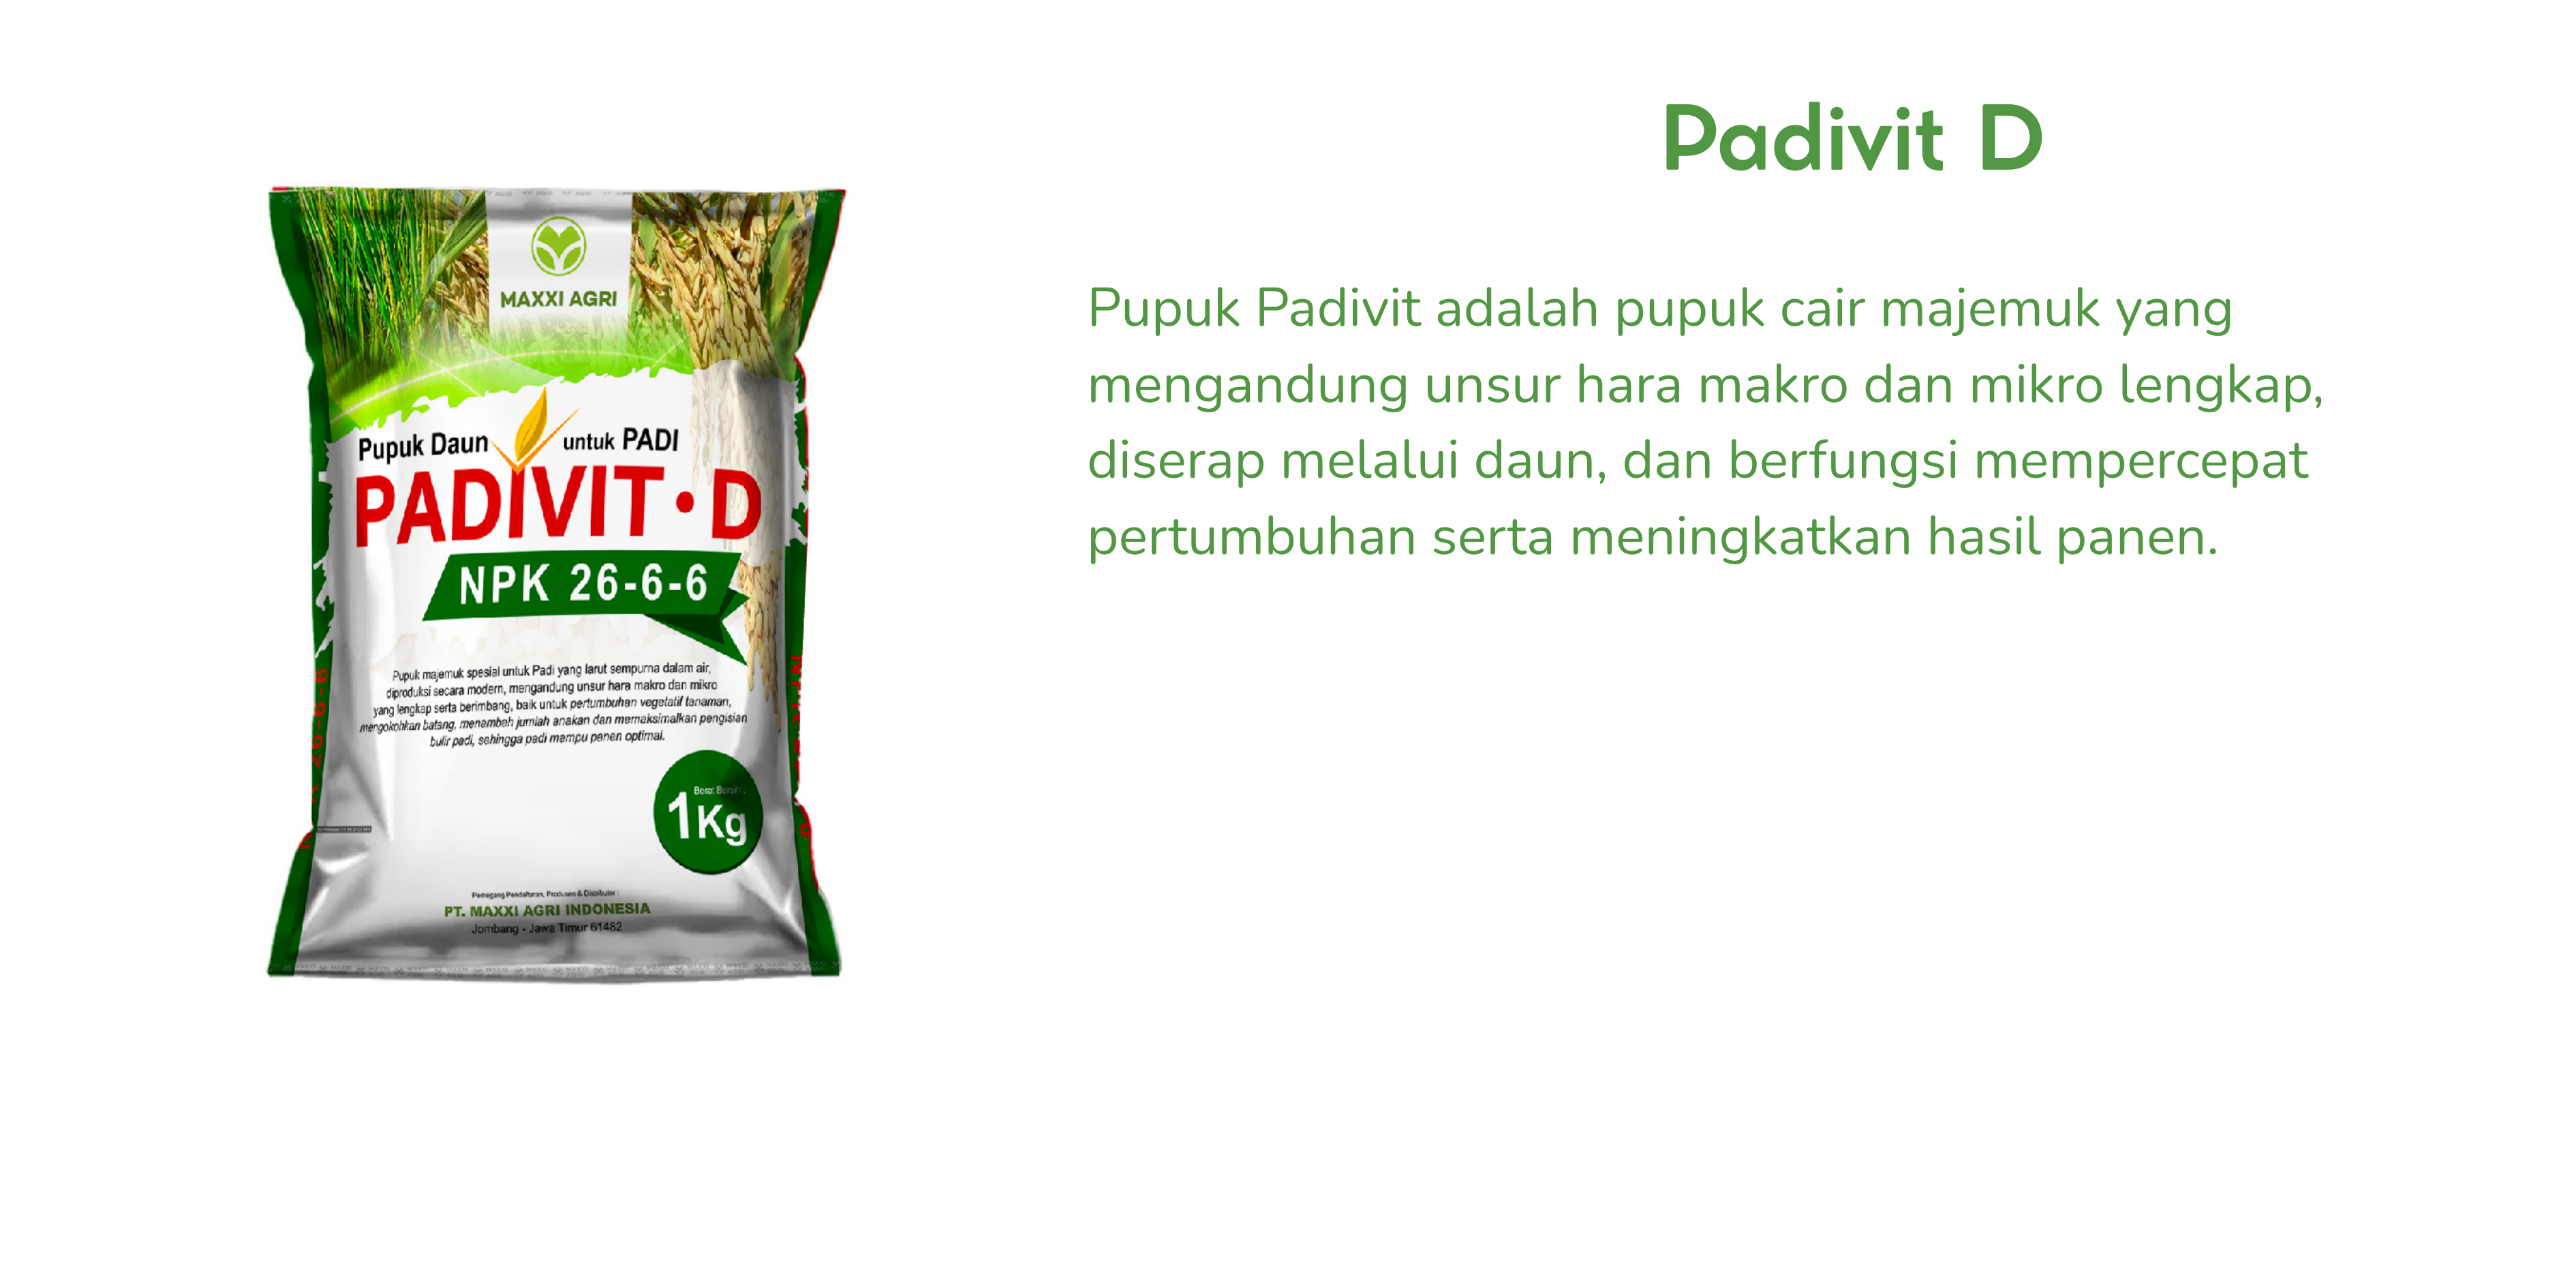 Padivit D
Pupuk Padivit adalah pupuk cair majemuk yang
mengandung unsur hara makro dan mikro lengkap,
diserap melalui daun, dan berfungsi mempercepat
pertumbuhan serta meningkatkan hasil panen.
MAXXI AGRI
Pupuk Daun untuk PADI
PADIVIT • D
NPK 26-6-6
Pupuk majemuk spesial untuk Padi yang larut sempurna dalam air,
diproduksi secara modern, mengandung unsur hara makro dan mikro
yang lengkap serta berimbang, baik untuk pertumbuhan vegetatif tanaman,
mengokohkan batang, menambah jumlah anakan dan memaksimalkan pengisian
bulir padi, sehingga padi mampu panen optimal.
Berat Bersih :
1Kg
Pemegang Pendaftaran, Produsen & Distributor :
PT. MAXXI AGRI INDONESIA
Jombang - Jawa Timur 61482